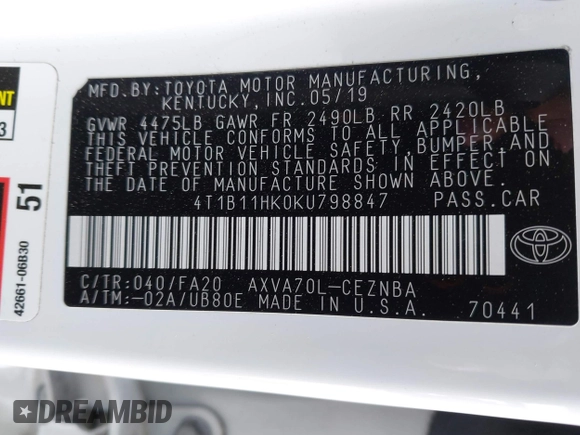 MFD.BY:TOYOTA MOTOR MANUFACTURING,
KENTUCKY, INC.05/19
GVWR 4475LB GAWR FR 2490LB RR 2420LB
THIS VEHICLE CONFORMS TO ALL APPLICABLE
FEDERAL MOTOR VEHICLE SAFETY, BUMPER, AND
THEFT PREVENTION STANDARDS IN EFFECT ON
THE DATE OF MANUFACTURE SHOWN ABOVE.
4T1B11HK0KU798847 PASS.CAR
C/TR:040/FA20 AXVA70L-CEZNBA
A/TM:-02A/UB80E MADE IN U.S.A.
70441
51
42661-06B30
DREAMBID